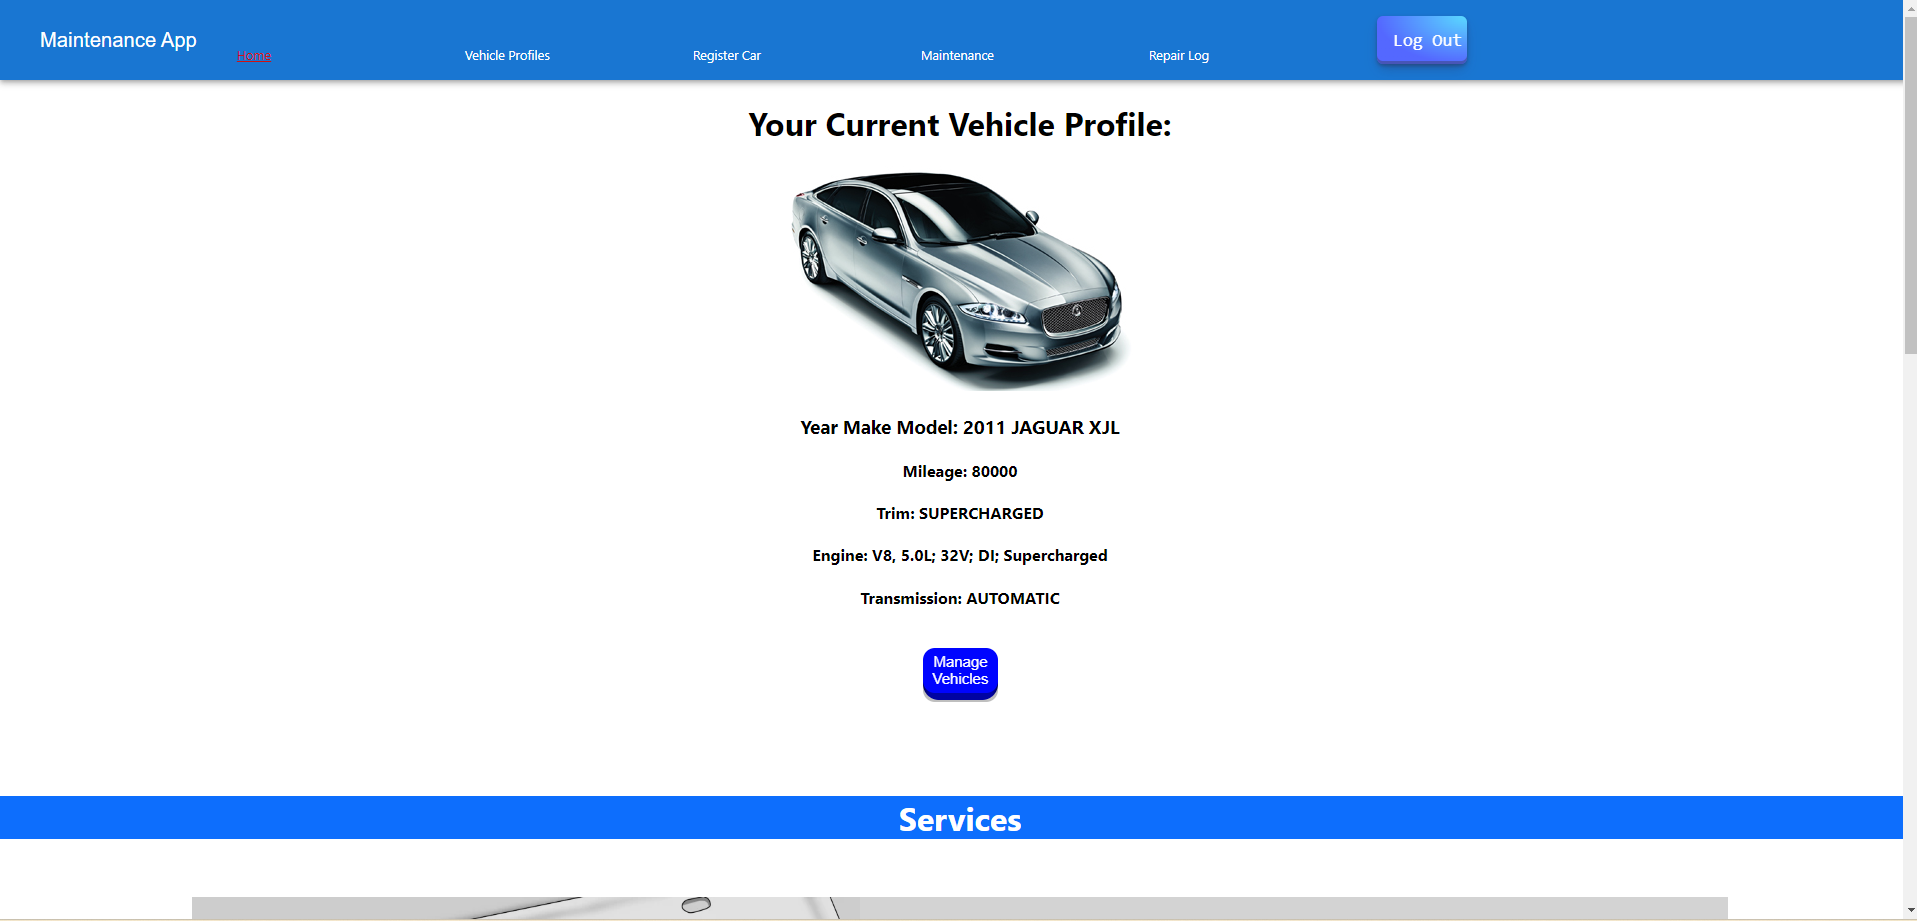 Maintenance App
Home
Vehicle Profiles
Register Car
Maintenance
Repair Log
Log Out
Your Current Vehicle Profile:
Year Make Model: 2011 JAGUAR XJL
Mileage: 80000
Trim: SUPERCHARGED
Engine: V8, 5.0L; 32V; DI; Supercharged
Transmission: AUTOMATIC
Manage
Vehicles
Services